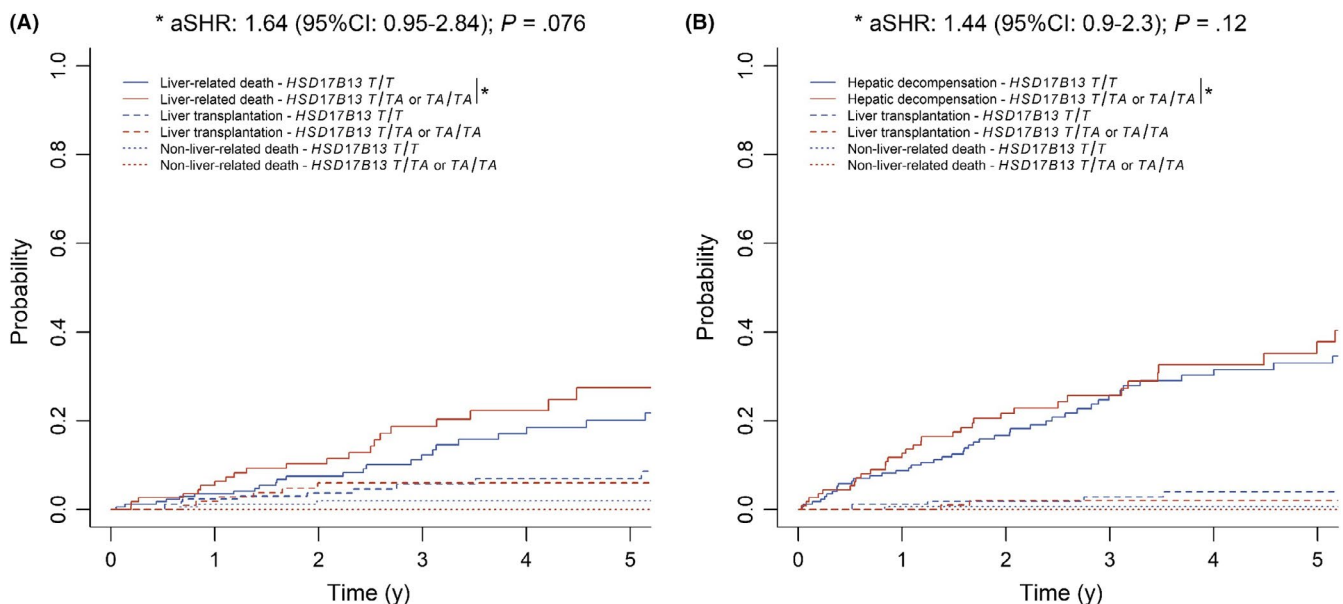 (A)
* aSHR: 1.64 (95%CI: 0.95-2.84); P = .076
1.0
0.8
0.6
0.4
0.2
0.0
Probability
Liver-related death - HSD17B13 T/T
Liver-related death - HSD17B13 T/TA or TA/TA
*
Liver transplantation - HSD17B13 T/T
Liver transplantation - HSD17B13 T/TA or TA/TA
Non-liver-related death - HSD17B13 T/T
Non-liver-related death - HSD17B13 T/TA or TA/TA
0 1 2 3 4 5
Time (y)
(B)
* aSHR: 1.44 (95%CI: 0.9-2.3); P = .12
1.0
0.8
0.6
0.4
0.2
0.0
Probability
Hepatic decompensation - HSD17B13 T/T
Hepatic decompensation - HSD17B13 T/TA or TA/TA
*
Liver transplantation - HSD17B13 T/T
Liver transplantation - HSD17B13 T/TA or TA/TA
Non-liver-related death - HSD17B13 T/T
Non-liver-related death - HSD17B13 T/TA or TA/TA
0 1 2 3 4 5
Time (y)